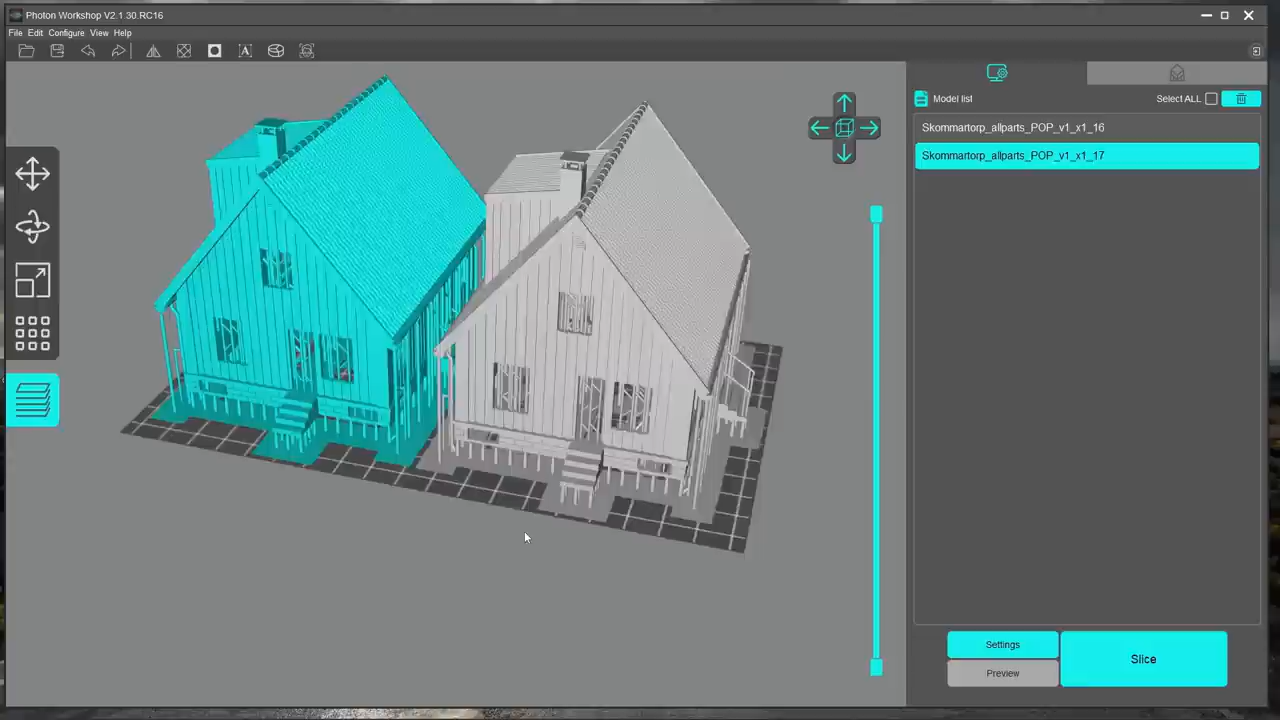 Photon Workshop V2.1.30.RC16
File Edit Configure View Help
A
Model list
Select ALL
Skommartorp_allparts_POP_v1_x1_16
Skommartorp_allparts_POP_v1_x1_17
Settings
Slice
Preview